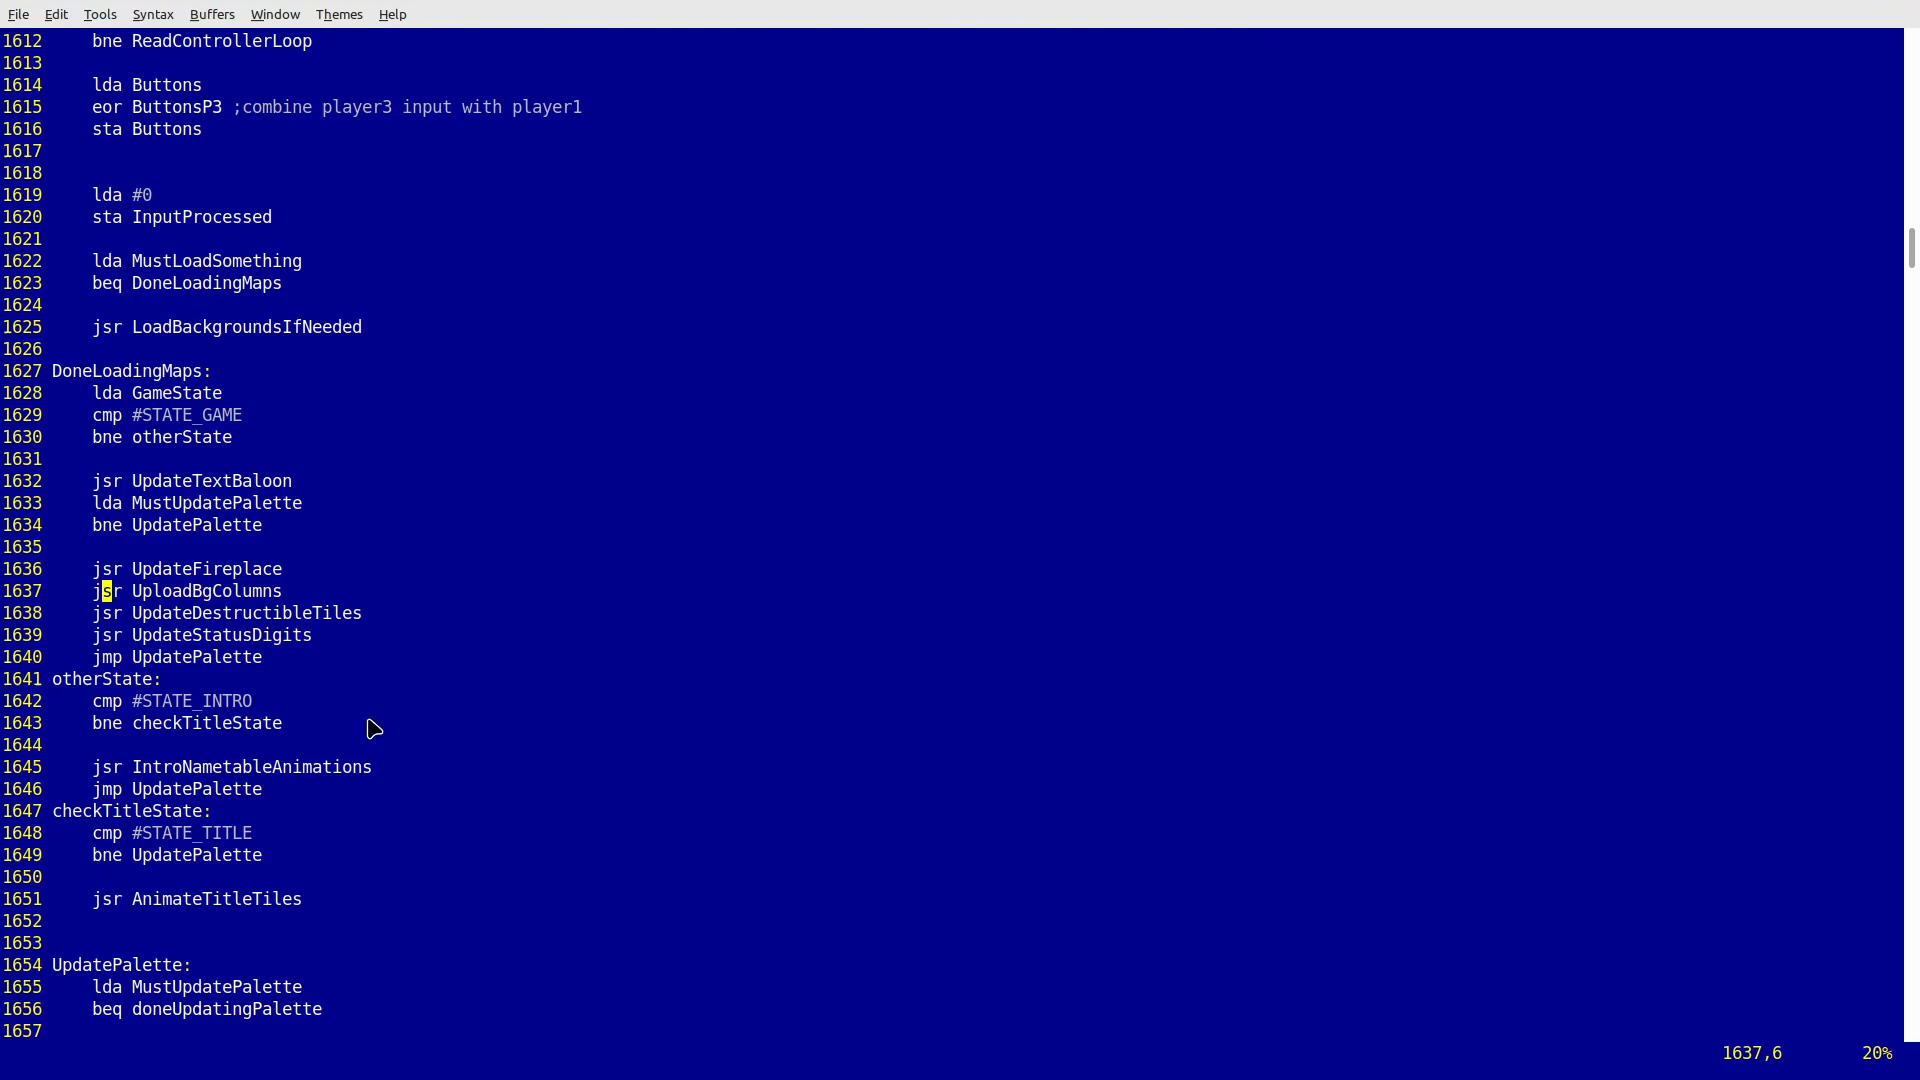 File Edit Tools Syntax Buffers Window Themes Help
1612     bne ReadControllerLoop
1613
1614     lda Buttons
1615     eor ButtonsP3 ;combine player3 input with player1
1616     sta Buttons
1617
1618
1619     lda #0
1620     sta InputProcessed
1621
1622     lda MustLoadSomething
1623     beq DoneLoadingMaps
1624
1625     jsr LoadBackgroundsIfNeeded
1626
1627 DoneLoadingMaps:
1628     lda GameState
1629     cmp #STATE_GAME
1630     bne otherState
1631
1632     jsr UpdateTextBaloon
1633     lda MustUpdatePalette
1634     bne UpdatePalette
1635
1636     jsr UpdateFireplace
1637     jsr UploadBgColumns
1638     jsr UpdateDestructibleTiles
1639     jsr UpdateStatusDigits
1640     jmp UpdatePalette
1641 otherState:
1642     cmp #STATE_INTRO
1643     bne checkTitleState
1644
1645     jsr IntroNametableAnimations
1646     jmp UpdatePalette
1647 checkTitleState:
1648     cmp #STATE_TITLE
1649     bne UpdatePalette
1650
1651     jsr AnimateTitleTiles
1652
1653
1654 UpdatePalette:
1655     lda MustUpdatePalette
1656     beq doneUpdatingPalette
1657
1637,6 20%